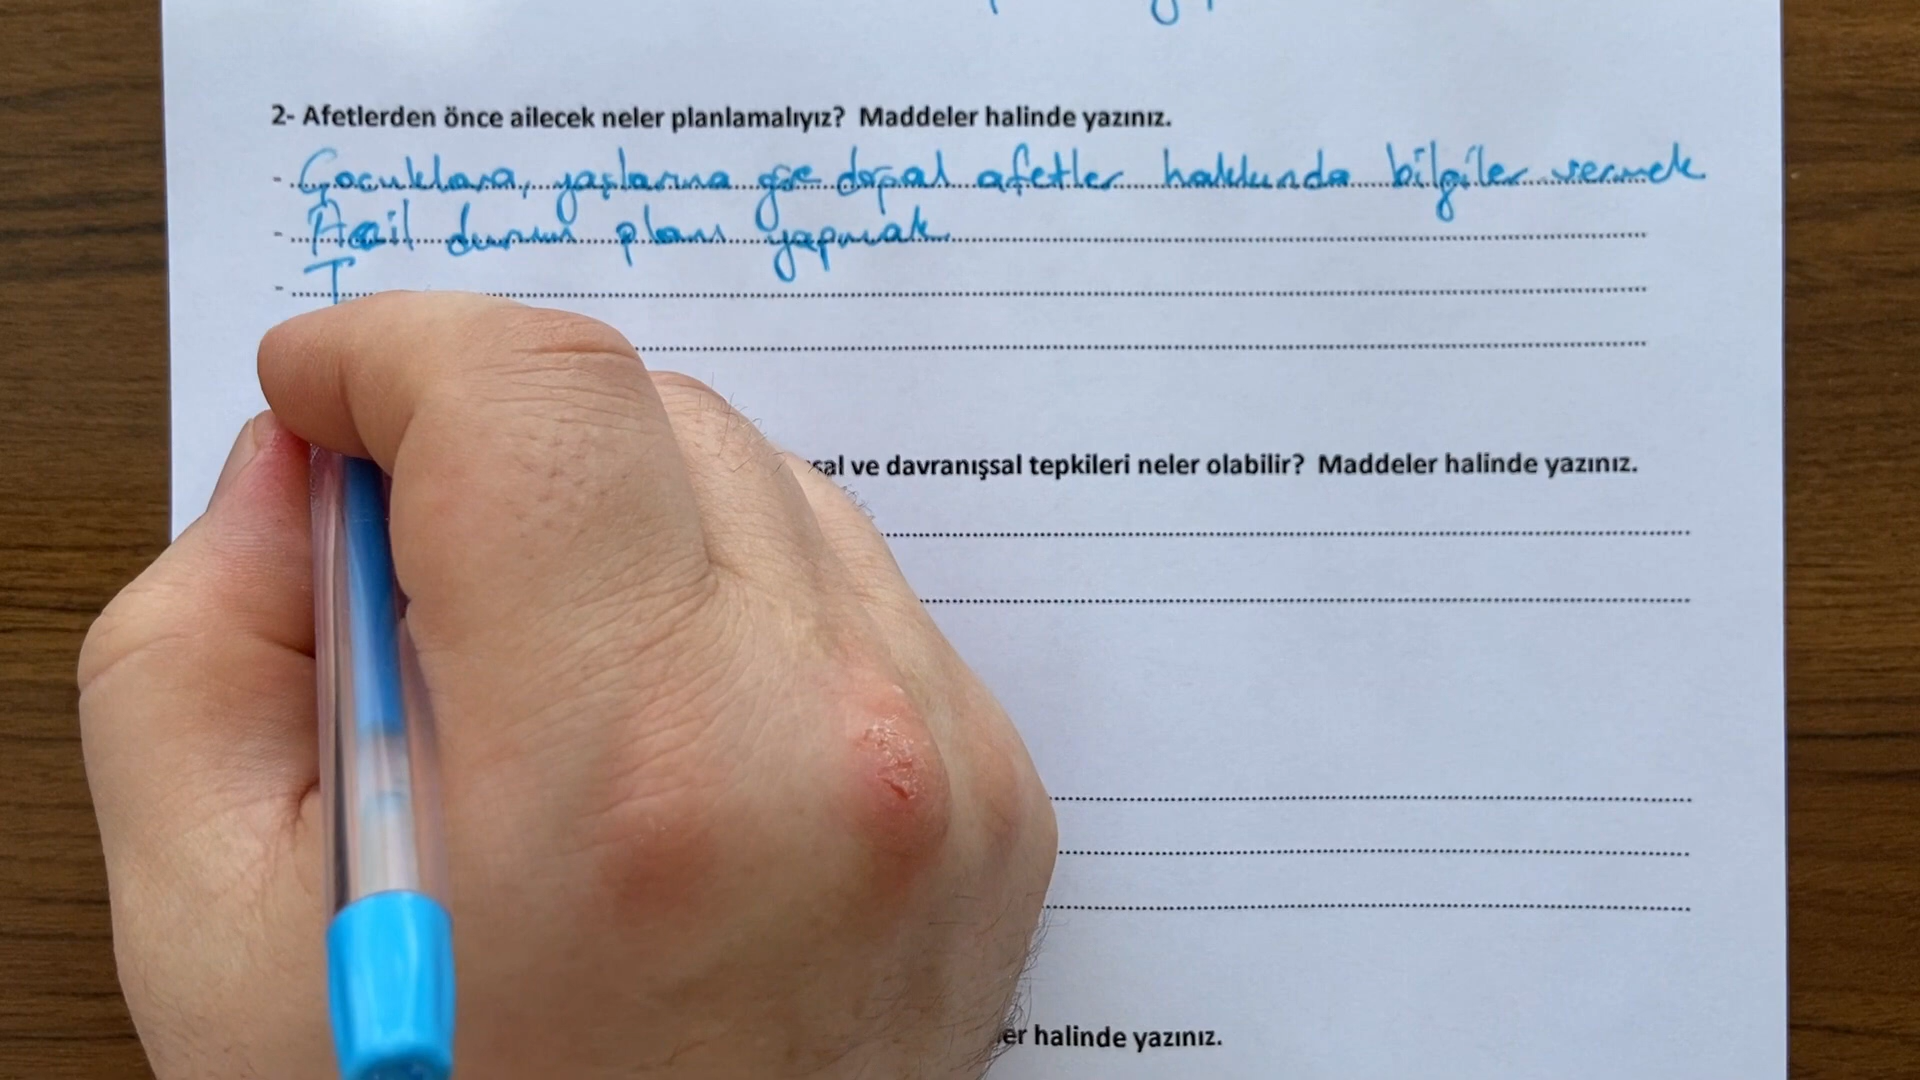 2- Afetlerden önce ailecek neler planlamalıyız? Maddeler halinde yazınız.
- Çocuklara, yaşlarına göre doğal afetler hakkında bilgiler vermek
- Acil durum planı yapmak.
- T
sal ve davranışsal tepkileri neler olabilir? Maddeler halinde yazınız.
er halinde yazınız.